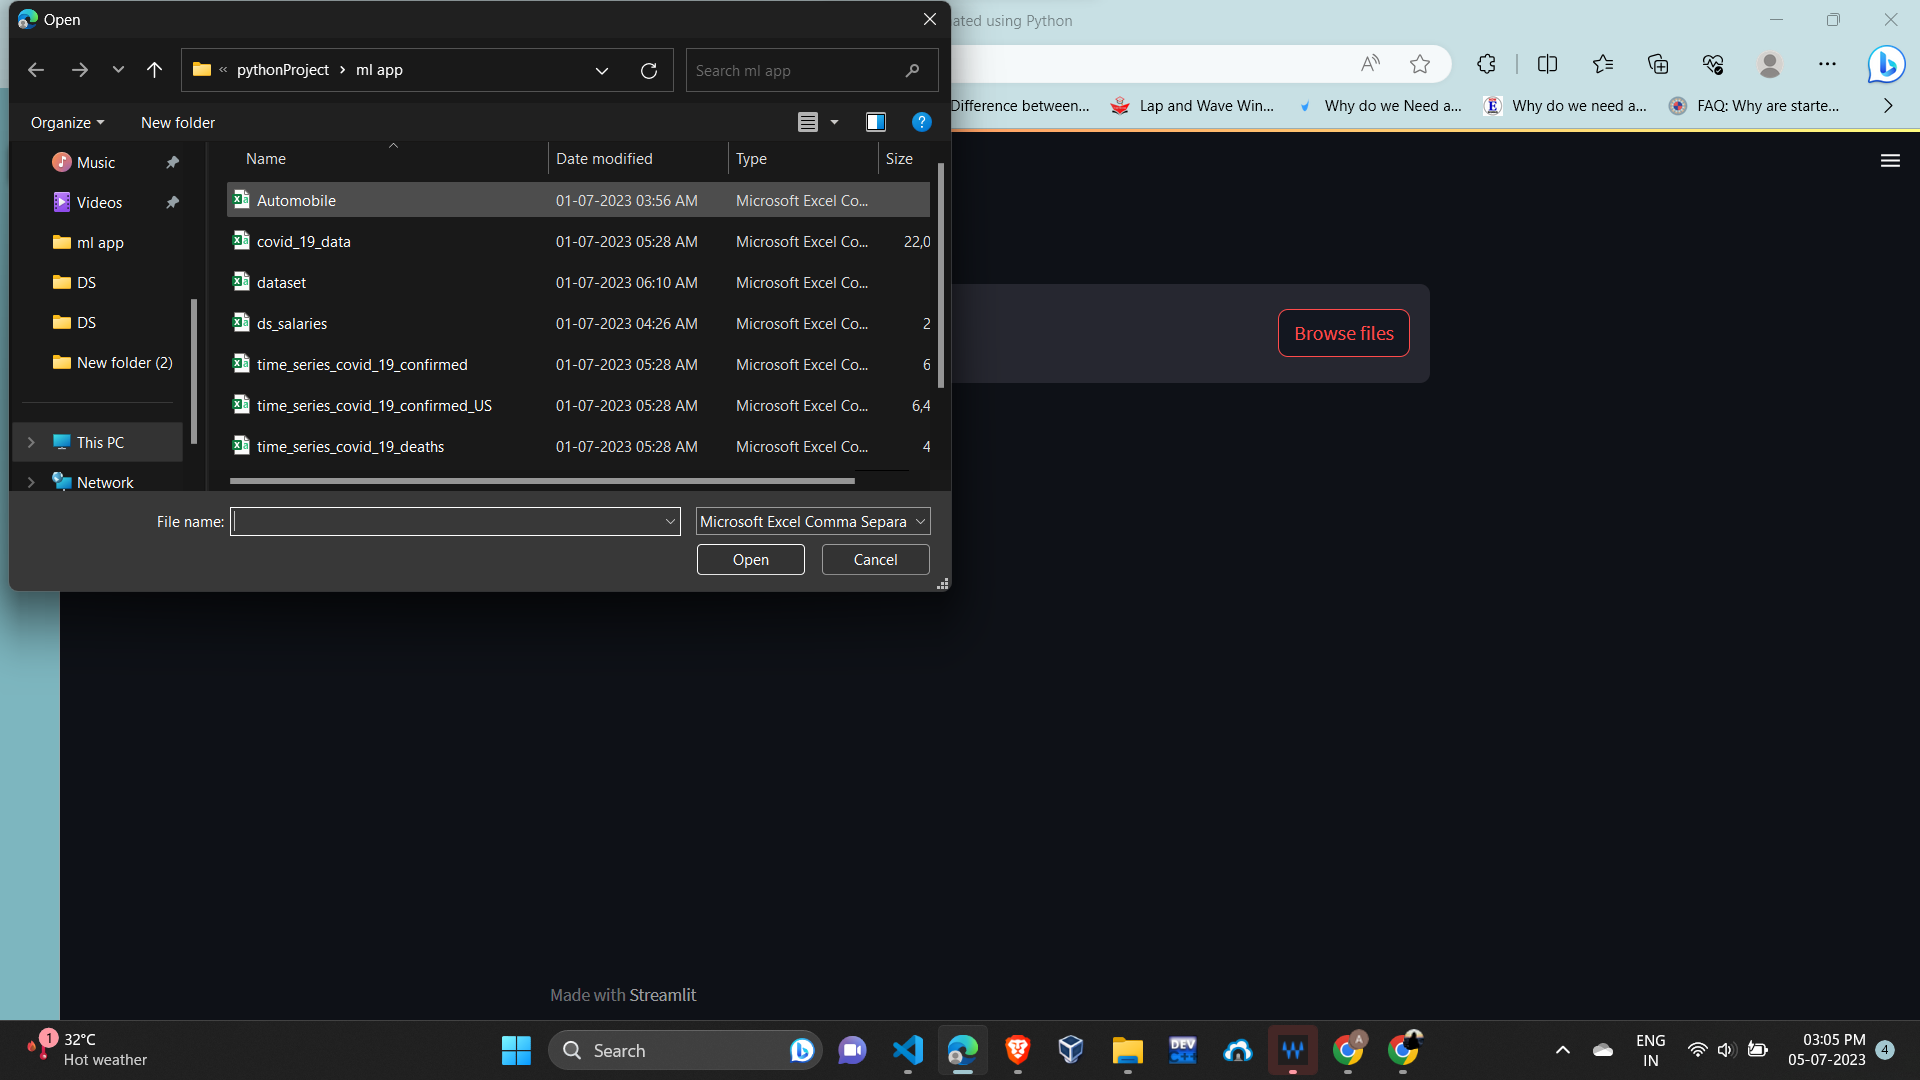 Open
ated using Python
« pythonProject › ml app
Search ml app
Organize
New folder
Difference between...
Lap and Wave Win...
Why do we Need a...
Why do we need a...
FAQ: Why are starte...
Name Date modified Type Size
Music
Videos
ml app
DS
DS
New folder (2)
This PC
Network
Automobile 01-07-2023 03:56 AM Microsoft Excel Co...
covid_19_data 01-07-2023 05:28 AM Microsoft Excel Co... 22,0
dataset 01-07-2023 06:10 AM Microsoft Excel Co...
ds_salaries 01-07-2023 04:26 AM Microsoft Excel Co... 2
time_series_covid_19_confirmed 01-07-2023 05:28 AM Microsoft Excel Co... 6
time_series_covid_19_confirmed_US 01-07-2023 05:28 AM Microsoft Excel Co... 6,4
time_series_covid_19_deaths 01-07-2023 05:28 AM Microsoft Excel Co... 4
Browse files
File name:
Microsoft Excel Comma Separa
Open
Cancel
Made with Streamlit
1
32°C
Hot weather
Search
DEV
A
ENG
IN
03:05 PM
05-07-2023
4